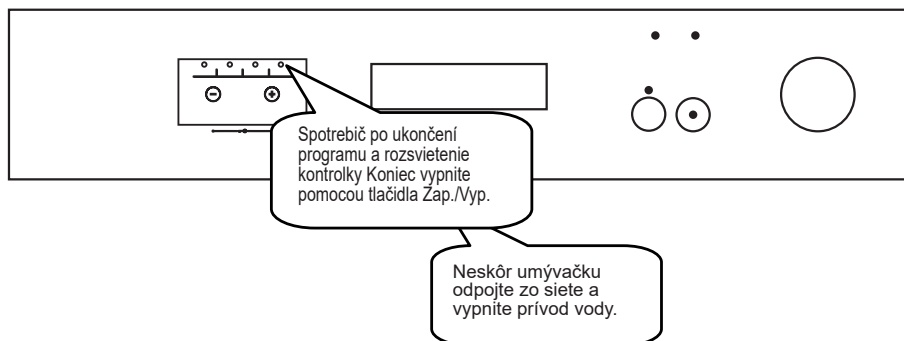 Spotrebič po ukončení
programu a rozsvietenie
kontrolky Koniec vypnite
pomocou tlačidla Zap./Vyp.
Neskôr umývačku
odpojte zo siete a
vypnite prívod vody.